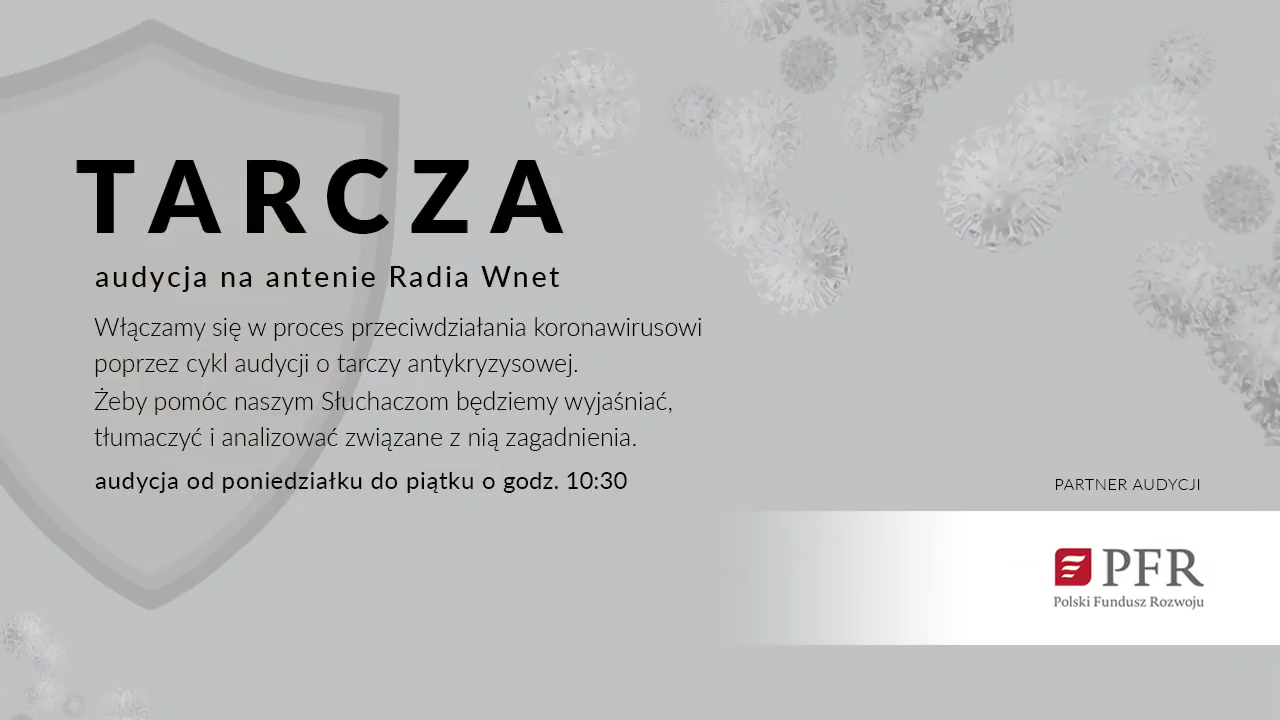 TARCZA
audycja na antenie Radia Wnet
Włączamy się w proces przeciwdziałania koronawirusowi
poprzez cykl audycji o tarczy antykryzysowej.
Żeby pomóc naszym Słuchaczom będziemy wyjaśniać,
tłumaczyć i analizować związane z nią zagadnienia.
audycja od poniedziałku do piątku o godz. 10:30
PARTNER AUDYCJI
PFR
Polski Fundusz Rozwoju